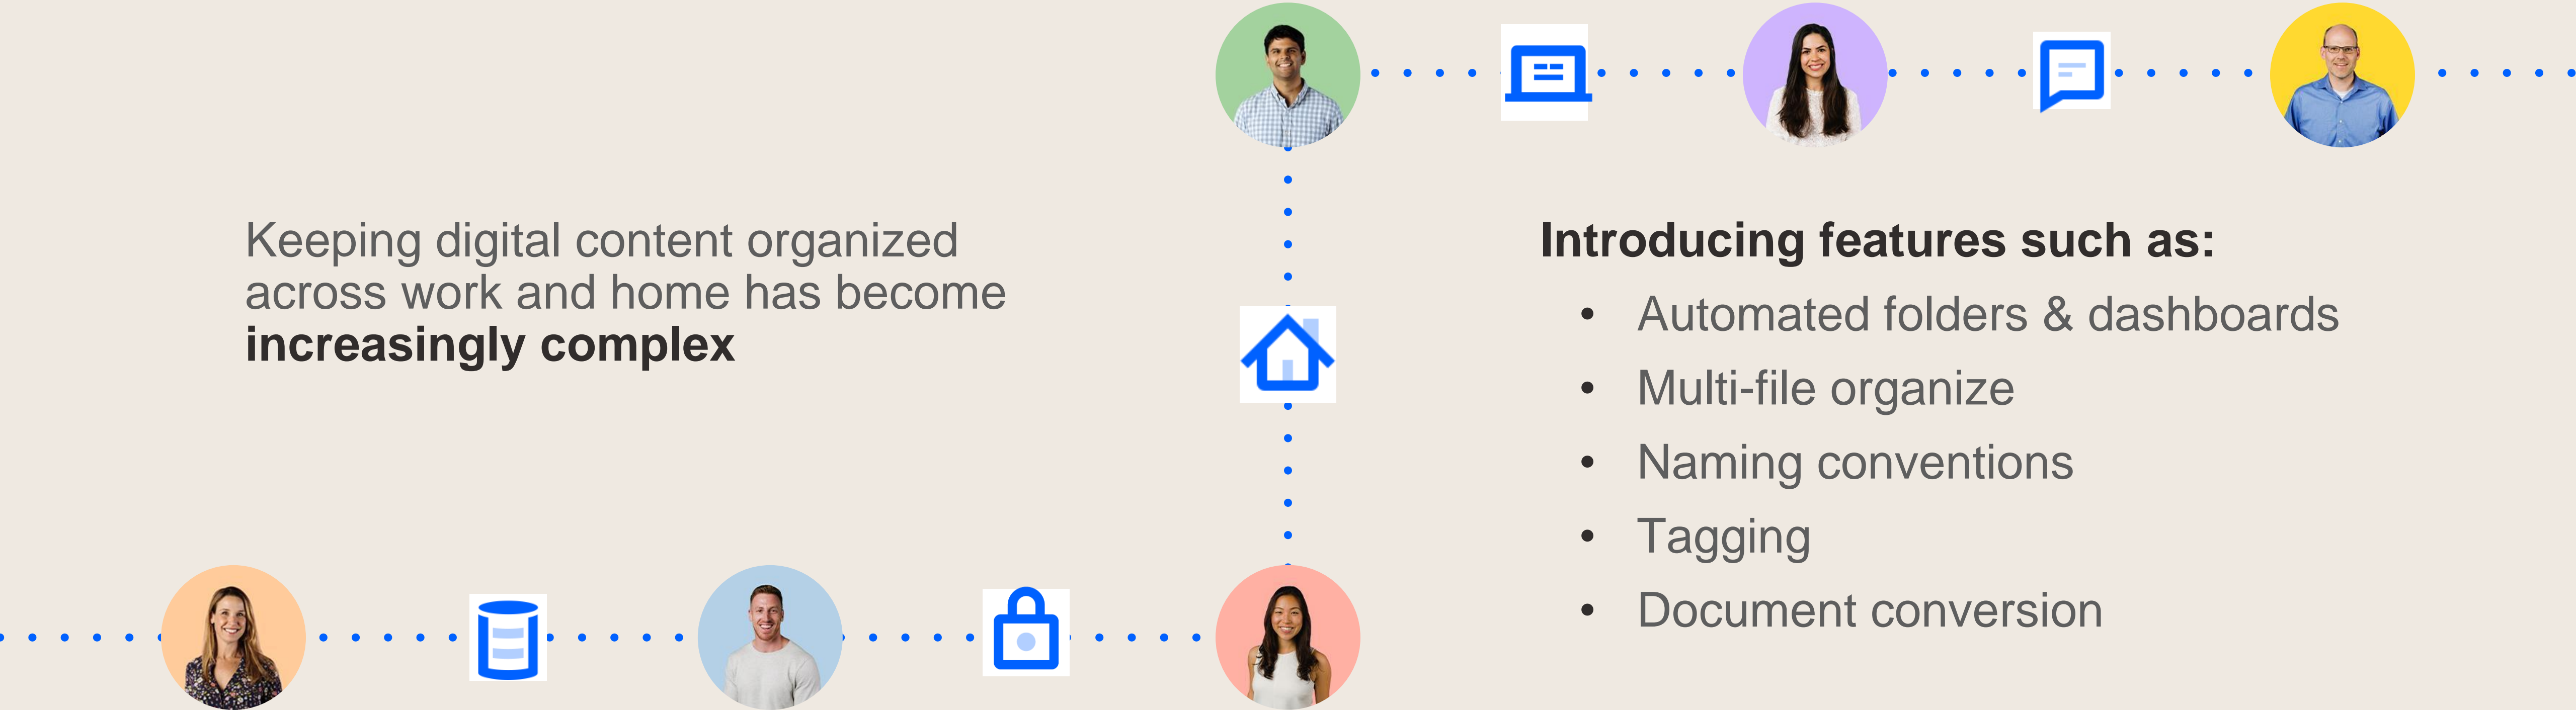 Keeping digital content organized
across work and home has become
increasingly complex
Introducing features such as:
• Automated folders & dashboards
• Multi-file organize
• Naming conventions
• Tagging
• Document conversion